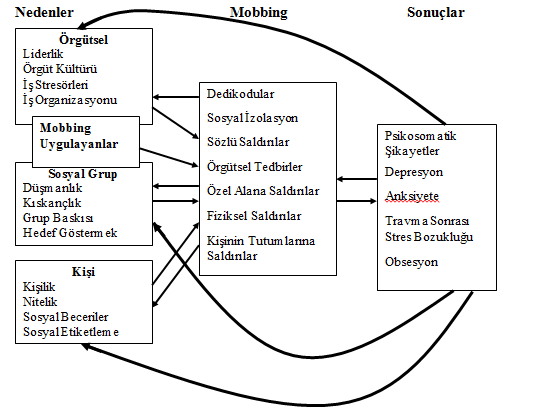 Nedenler
Mobbing
Sonuçlar
Örgütsel
Liderlik
Örgüt Kültürü
İş Stresörleri
İş Organizasyonu
Mobbing
Uygulayanlar
Sosyal Grup
Düşmanlık
Kıskançlık
Grup Baskısı
Hedef Göstermek
Kişi
Kişilik
Nitelik
Sosyal Beceriler
Sosyal Etiketleme
Dedikodular
Sosyal İzolasyon
Sözlü Saldırılar
Örgütsel Tedbirler
Özel Alana Saldırılar
Fiziksel Saldırılar
Kişinin Tutumlarına
Saldırılar
Psikosomatik
Şikayetler
Depresyon
Anksiyete
Travma Sonrası
Stres Bozukluğu
Obsesyon